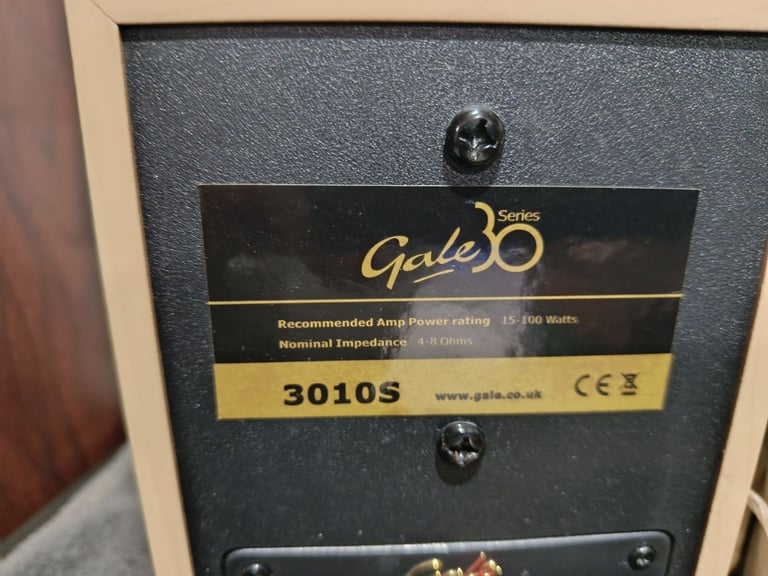 Gale 30 Series
Recommended Amp Power rating 15-100 Watts
Nominal Impedance 4-8 Ohms
3010S www.gale.co.uk CE